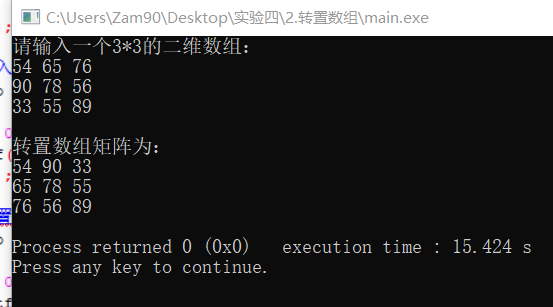 C:\Users\Zam90\Desktop\实验四\2.转置数组\main.exe
请输入一个3*3的二维数组:
54 65 76
90 78 56
33 55 89
转置数组矩阵为:
54 90 33
65 78 55
76 56 89
Process returned 0 (0x0)   execution time : 15.424 s
Press any key to continue.